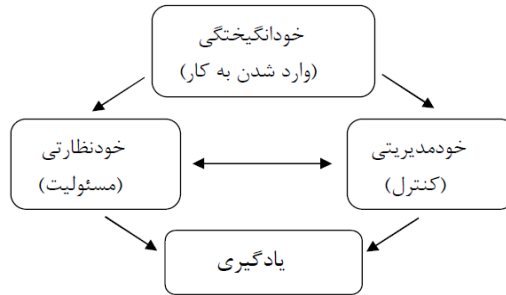 خودانگیختگی
(وارد شدن به کار)
خودمدیریتی
(کنترل)
خودنظارتی
(مسئولیت)
یادگیری